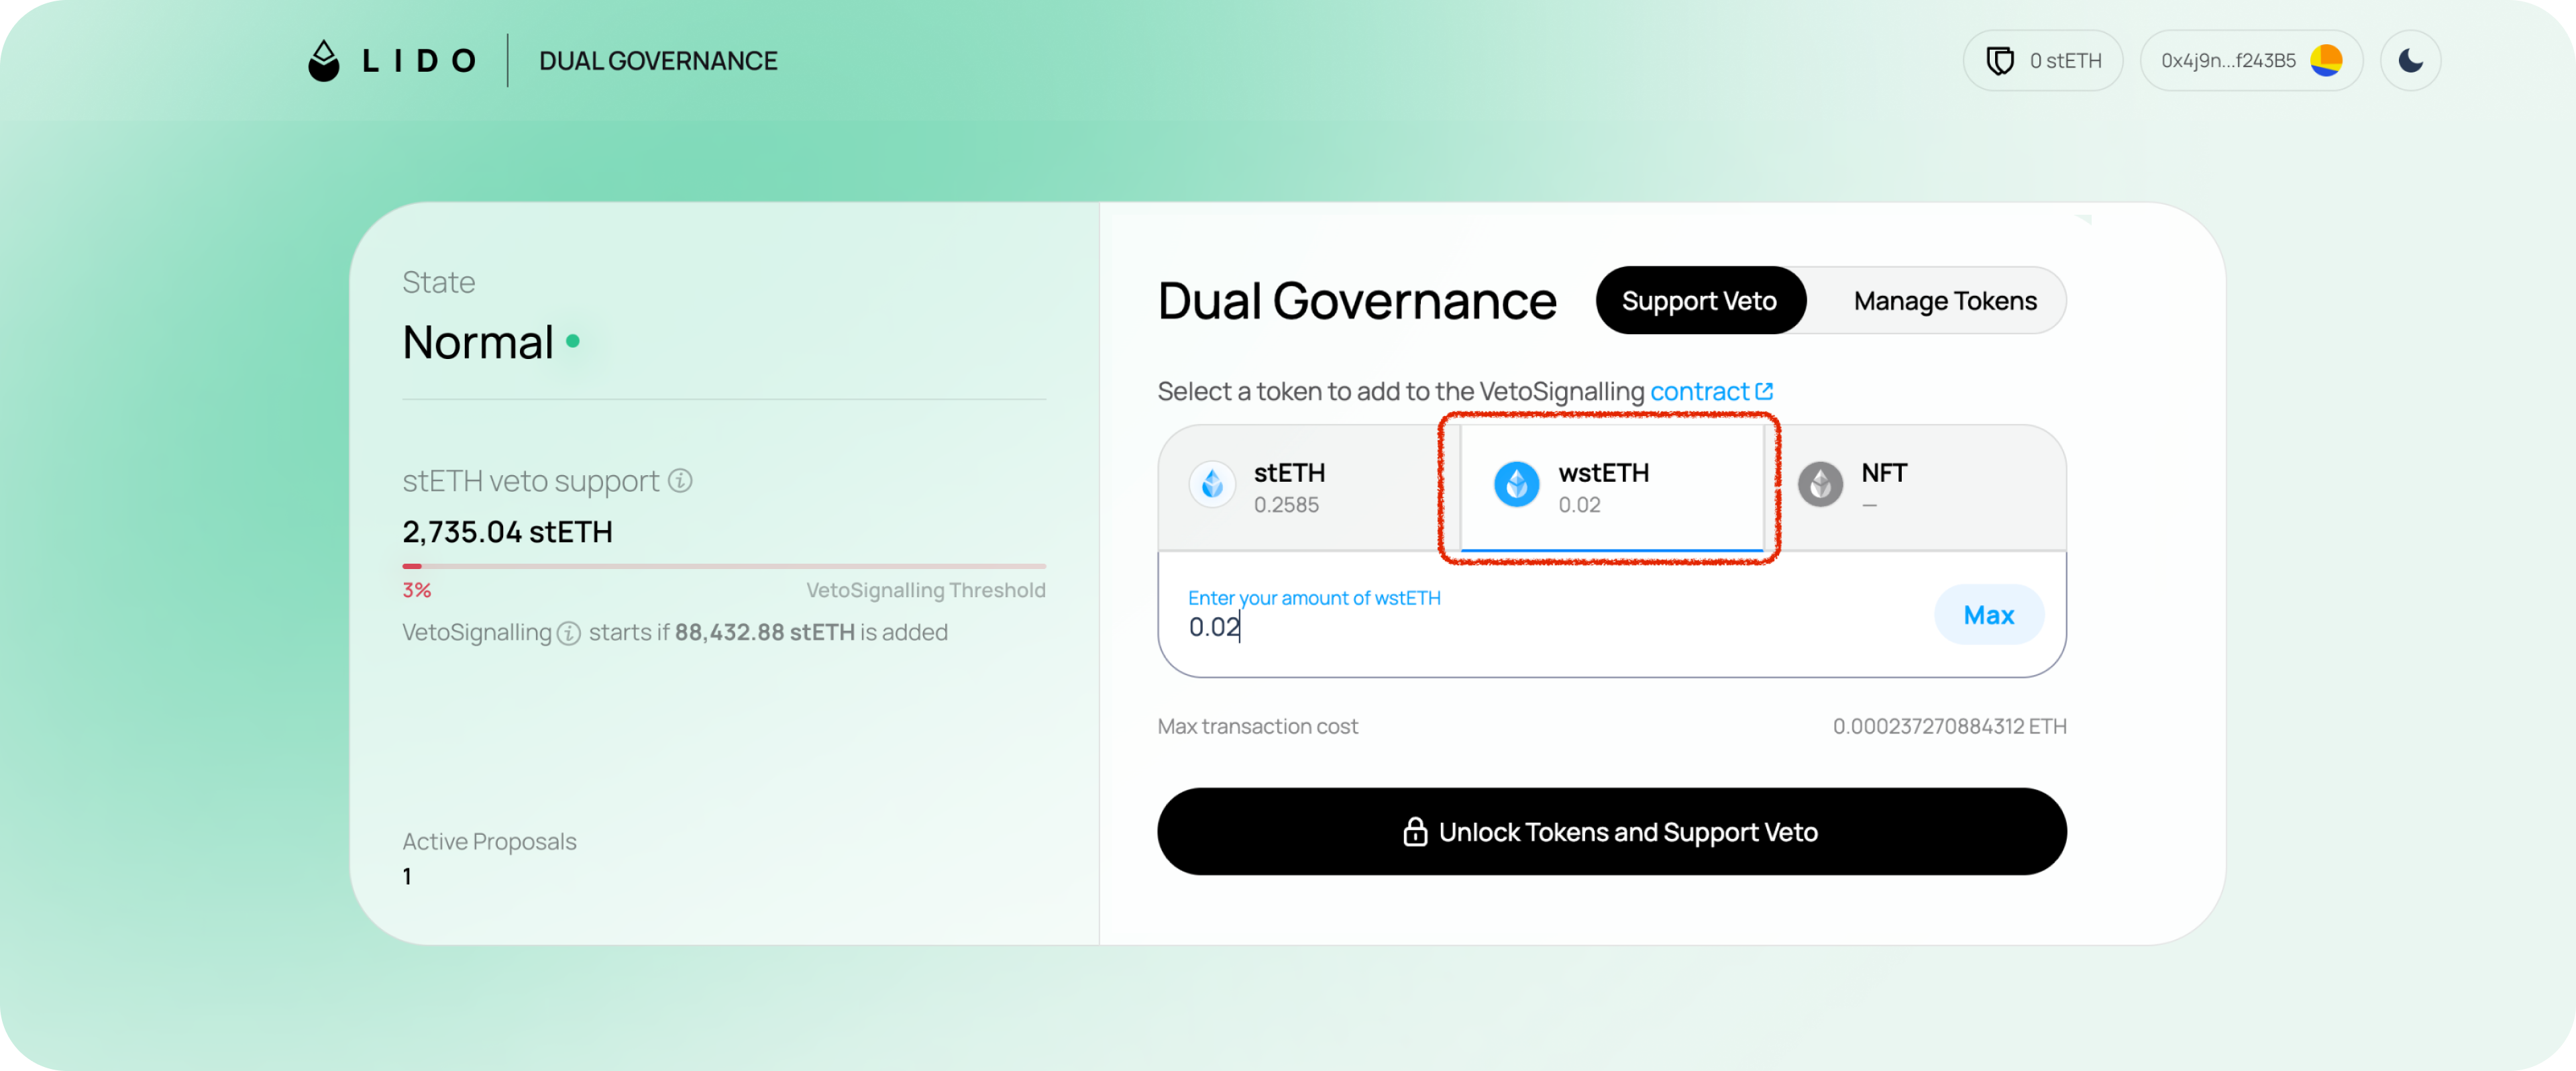 LIDO
DUAL GOVERNANCE
0 stETH
0x4j9n...f243B5
State
Normal
stETH veto support
2,735.04 stETH
3%
VetoSignalling Threshold
VetoSignalling starts if 88,432.88 stETH is added
Active Proposals
1
Dual Governance
Support Veto
Manage Tokens
Select a token to add to the VetoSignalling contract
stETH
0.2585
wstETH
0.02
NFT
—
Enter your amount of wstETH
0.02
Max
Max transaction cost
0.000237270884312 ETH
Unlock Tokens and Support Veto